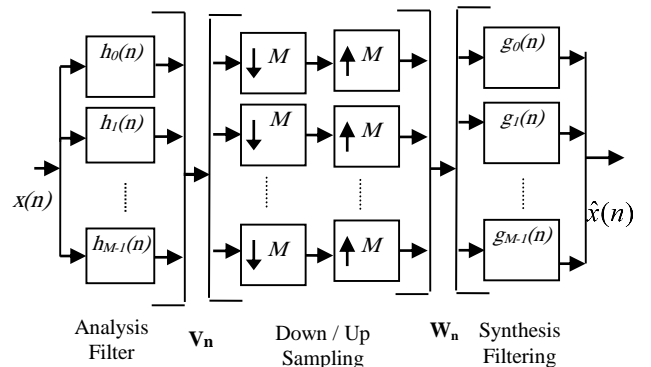 h0(n) M M g0(n)
h1(n) M M g1(n)
x(n) x̂(n)
hM-1(n) M M gM-1(n)
Analysis Filter
Vn
Down / Up Sampling
Wn
Synthesis Filtering